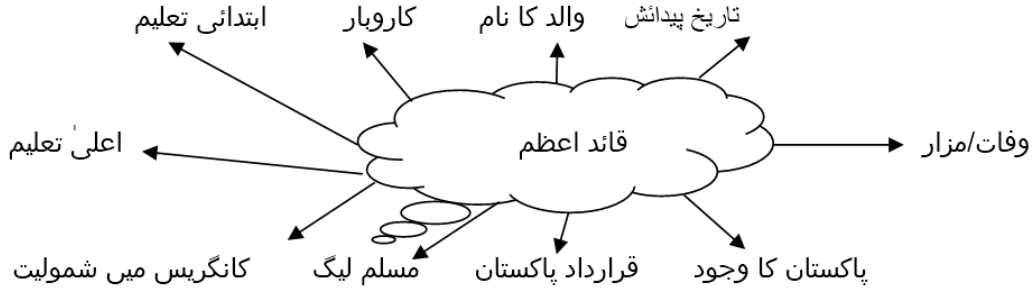 تاریخ پیدائش
والد کا نام
کاروبار
ابتدائی تعلیم
وفات/مزار
قائد اعظم
اعلیٰ تعلیم
پاکستان کا وجود
قرارداد پاکستان
مسلم لیگ
کانگریس میں شمولیت